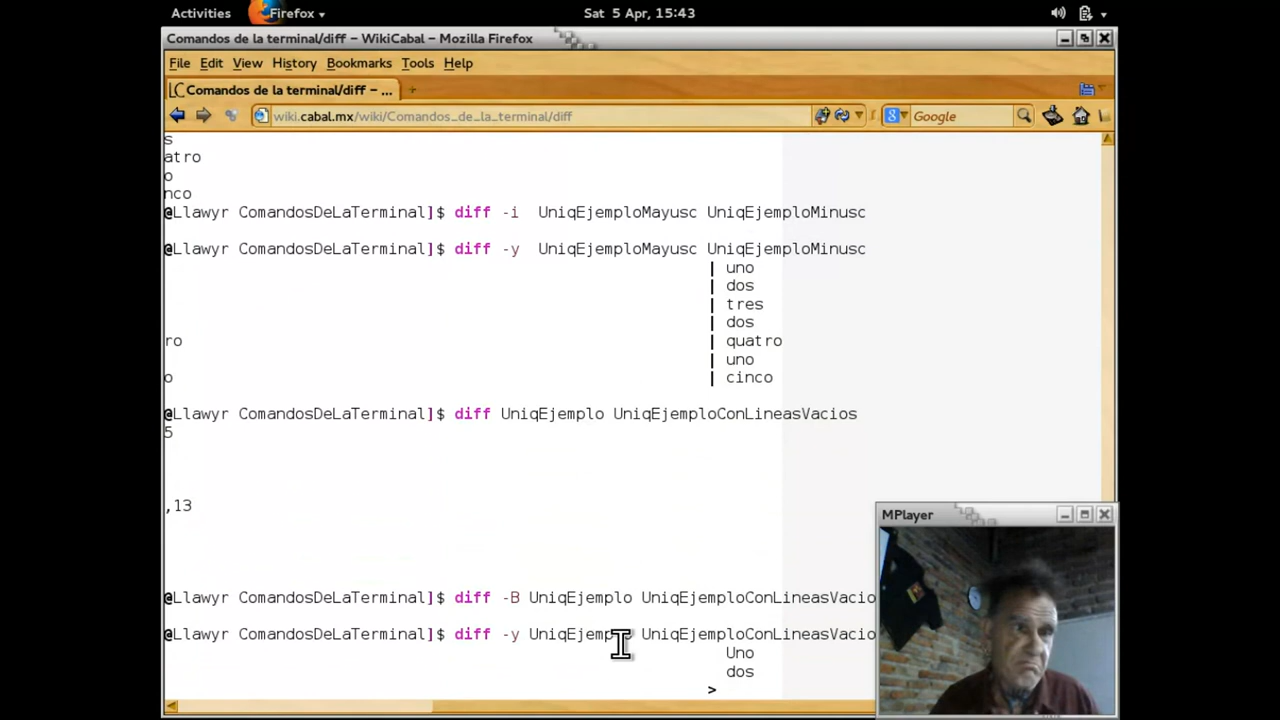 Activities Firefox Sat 5 Apr, 15:43
Comandos de la terminal/diff – WikiCabal – Mozilla Firefox
File Edit View History Bookmarks Tools Help
Comandos de la terminal/diff – ...
wiki.cabal.mx/wiki/Comandos_de_la_terminal/diff Google
s
atro
o
nco
@Llawyr ComandosDeLaTerminal]$ diff -i UniqEjemploMayusc UniqEjemploMinusc
@Llawyr ComandosDeLaTerminal]$ diff -y UniqEjemploMayusc UniqEjemploMinusc
| uno
| dos
| tres
| dos
ro | quatro
| uno
o | cinco
@Llawyr ComandosDeLaTerminal]$ diff UniqEjemplo UniqEjemploConLineasVacios
5
,13
@Llawyr ComandosDeLaTerminal]$ diff -B UniqEjemplo UniqEjemploConLineasVacio
@Llawyr ComandosDeLaTerminal]$ diff -y UniqEjemplo UniqEjemploConLineasVacio
Uno
dos
>
MPlayer